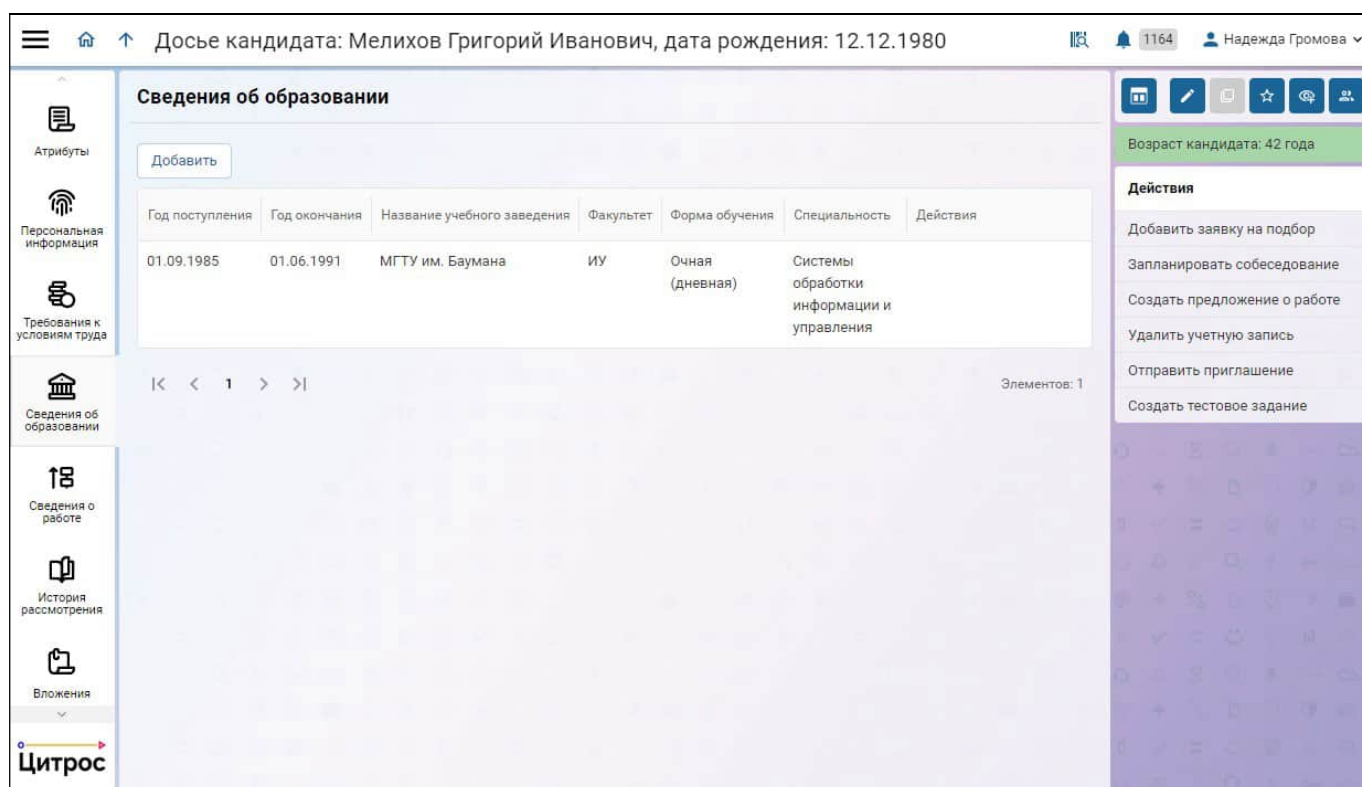 Досье кандидата: Мелихов Григорий Иванович, дата рождения: 12.12.1980
1164
Надежда Громова
Атрибуты
Персональная
информация
Требования к
условиям труда
Сведения об
образовании
Сведения о
работе
История
рассмотрения
Вложения
Цитрос
Сведения об образовании
Добавить
Год поступления Год окончания Название учебного заведения Факультет Форма обучения Специальность Действия
01.09.1985 01.06.1991 МГТУ им. Баумана ИУ Очная Системы
(дневная) обработки
информации и
управления
1
Элементов: 1
Возраст кандидата: 42 года
Действия
Добавить заявку на подбор
Запланировать собеседование
Создать предложение о работе
Удалить учетную запись
Отправить приглашение
Создать тестовое задание